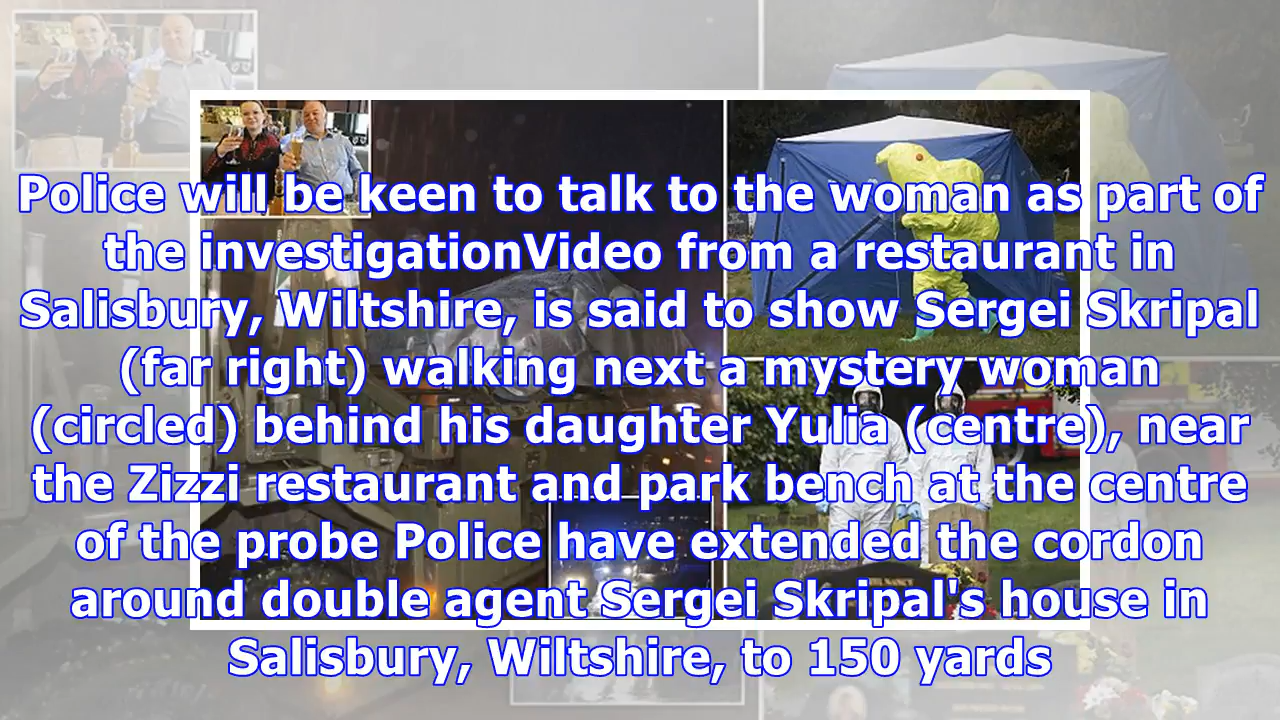 Police will be keen to talk to the woman as part of
the investigationVideo from a restaurant in
Salisbury, Wiltshire, is said to show Sergei Skripal
(far right) walking next a mystery woman
(circled) behind his daughter Yulia (centre), near
the Zizzi restaurant and park bench at the centre
of the probe Police have extended the cordon
around double agent Sergei Skripal's house in
Salisbury, Wiltshire, to 150 yards